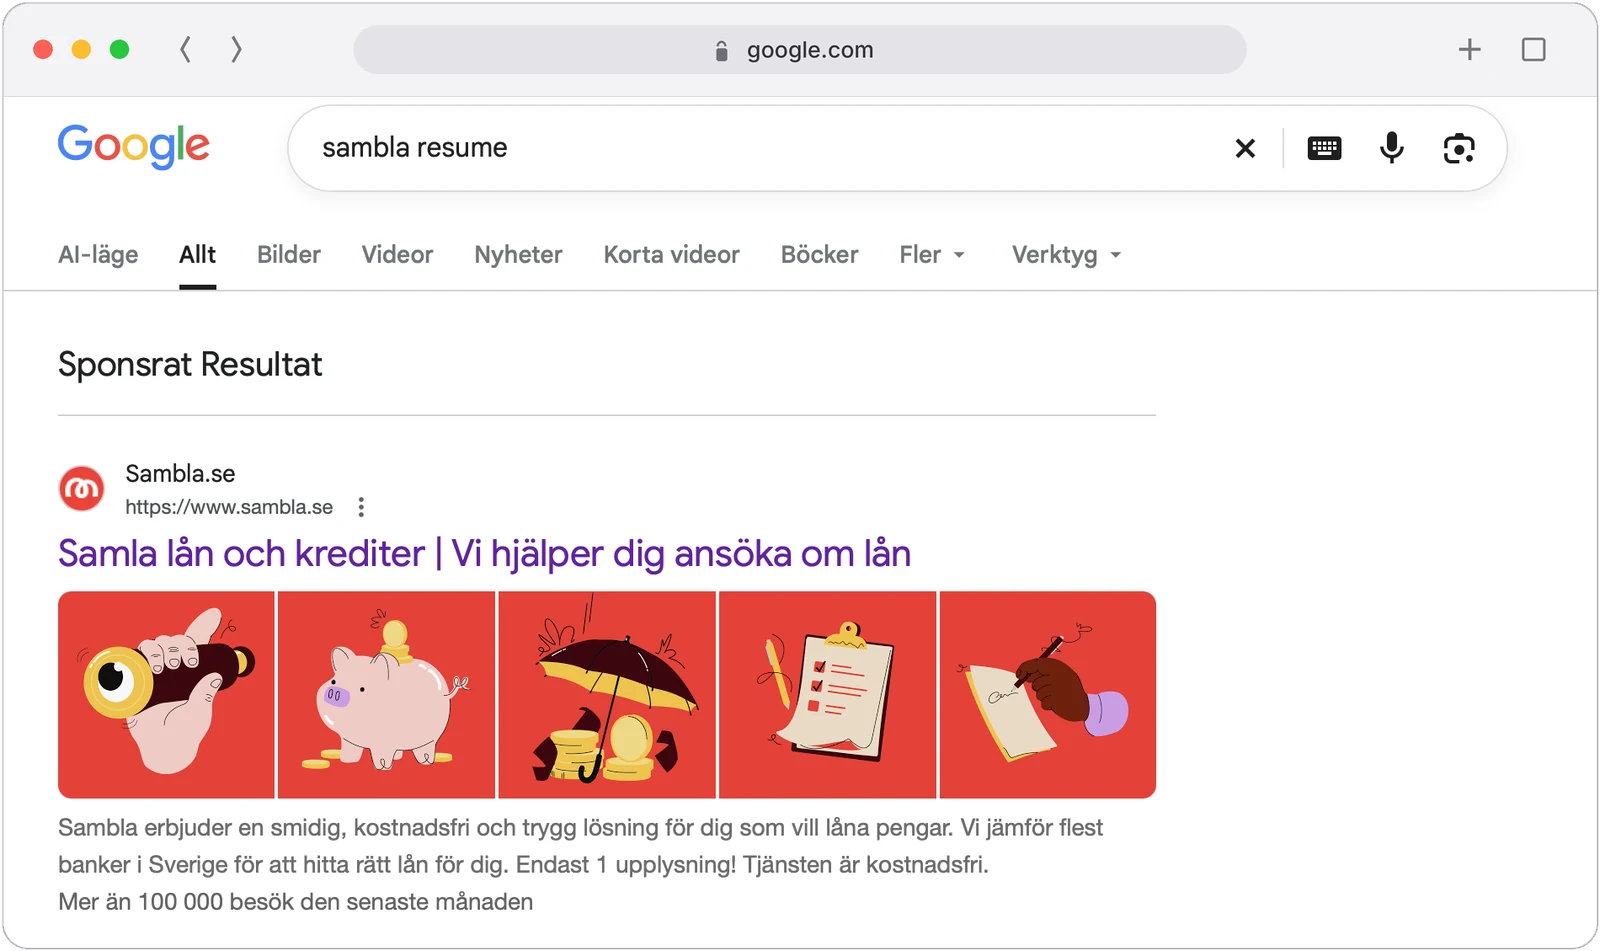 google.com
Google
sambla resume
AI-läge Allt Bilder Videor Nyheter Korta videor Böcker Fler Verktyg
Sponsrat Resultat
Sambla.se
https://www.sambla.se
Samla lån och krediter | Vi hjälper dig ansöka om lån
Sambla erbjuder en smidig, kostnadsfri och trygg lösning för dig som vill låna pengar. Vi jämför flest
banker i Sverige för att hitta rätt lån för dig. Endast 1 upplysning! Tjänsten är kostnadsfri.
Mer än 100 000 besök den senaste månaden